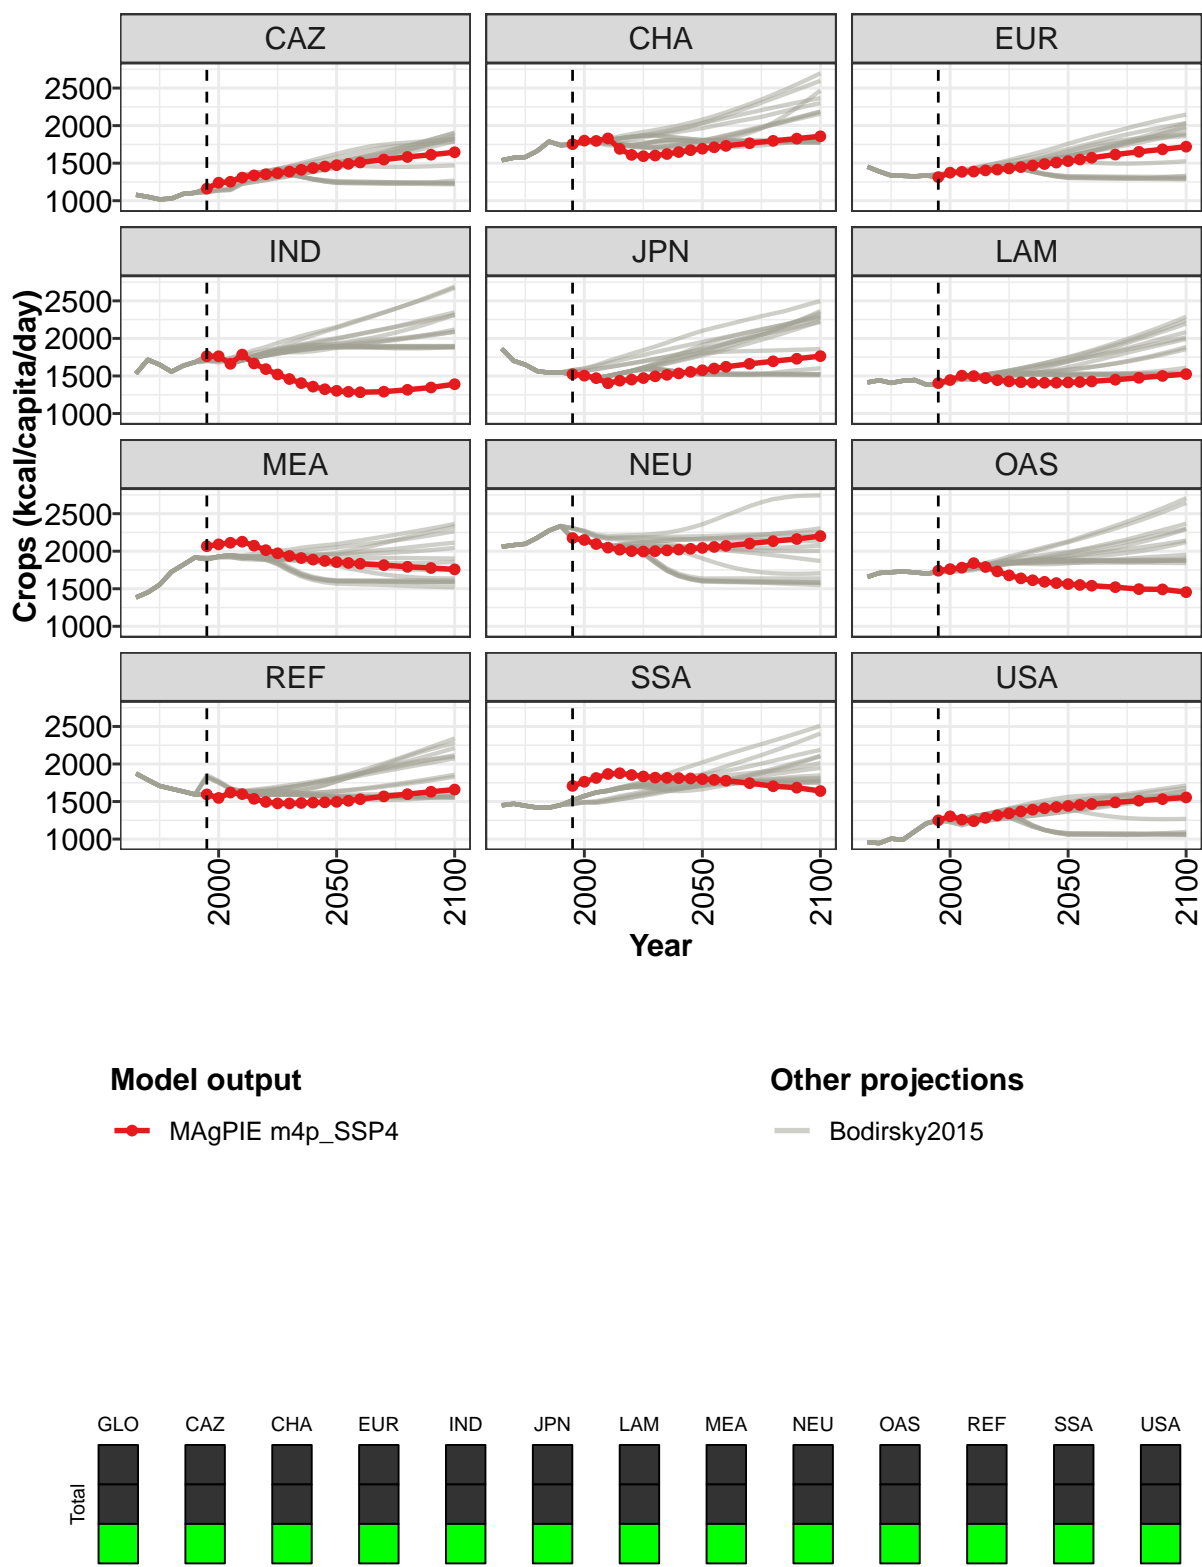 CAZ CHA EUR
2500
2000
1500
1000
IND JPN LAM
2500
2000
1500
1000
MEA NEU OAS
2500
2000
1500
1000
REF SSA USA
2500
2000
1500
1000
Crops (kcal/capita/day)
2000 2050 2100 2000 2050 2100 2000 2050 2100
Year
Model output Other projections
MAgPIE m4p_SSP4 Bodirsky2015
GLO CAZ CHA EUR IND JPN LAM MEA NEU OAS REF SSA USA
Total